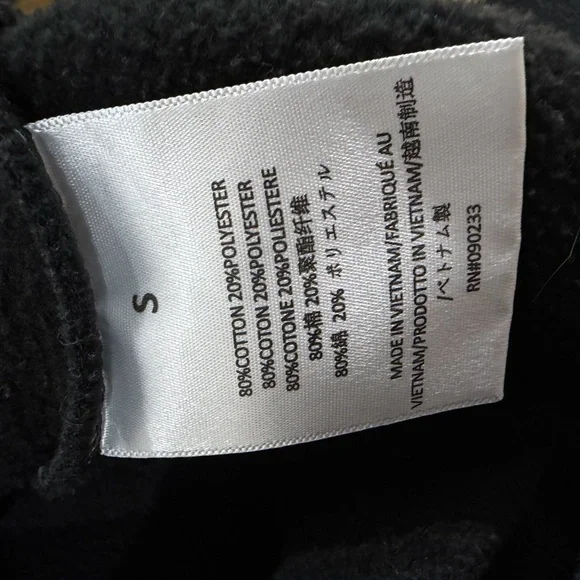 S
80%COTTON 20%POLYESTER
80%COTON 20%POLYESTER
80%COTONE 20%POLIESTERE
80%棉 20%聚脂纤维
80%綿 20% ポリエステル
MADE IN VIETNAM/FABRIQUÉ AU
VIETNAM/PRODOTTO IN VIETNAM/越南制造
/ベトナム製
RN#090233